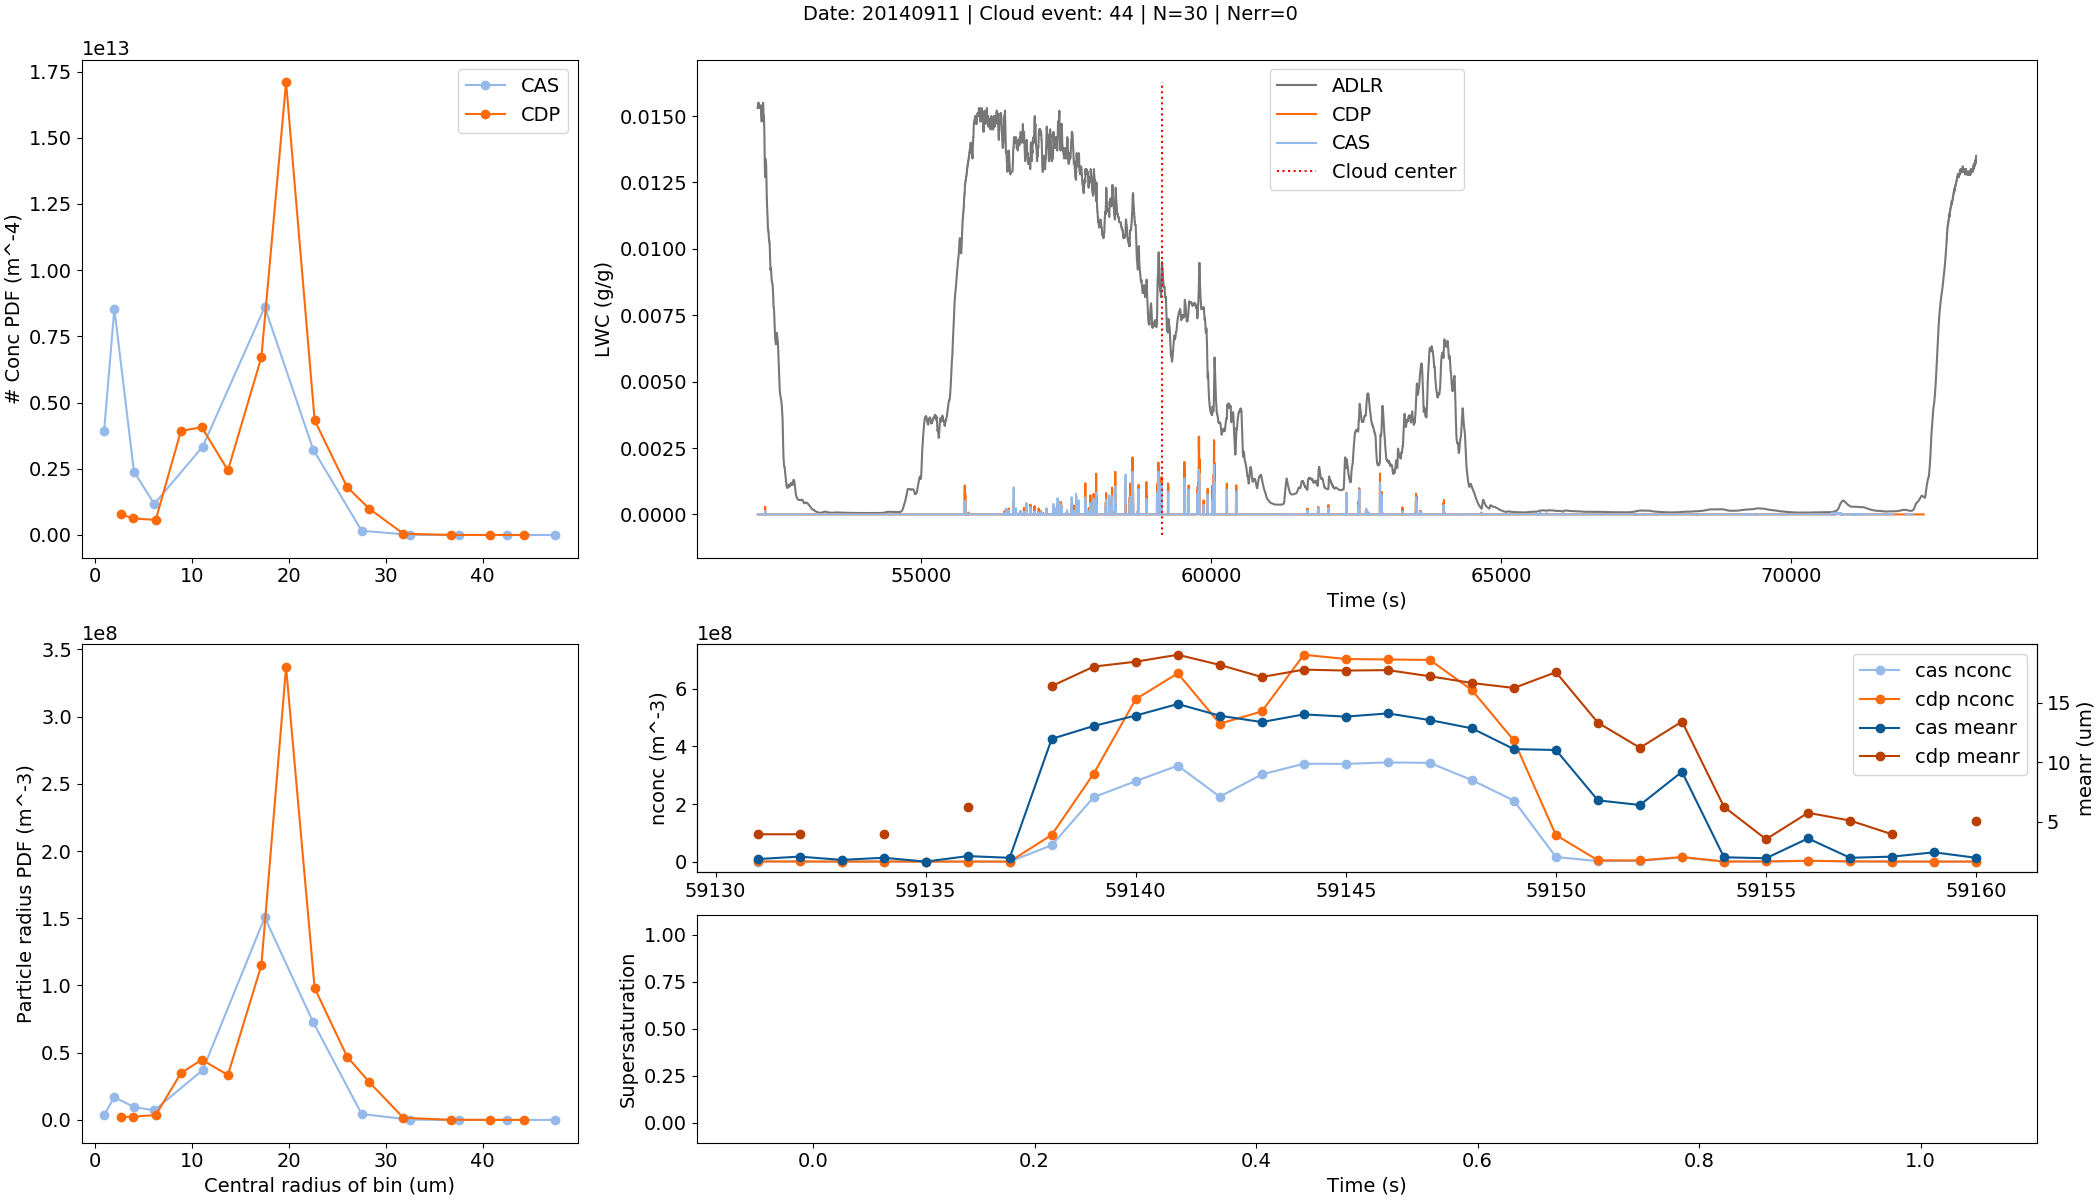 Date: 20140911 | Cloud event: 44 | N=30 | Nerr=0
1e13
# Conc PDF (m^-4)
1.75
1.50
1.25
1.00
0.75
0.50
0.25
0.00
0 10 20 30 40
CAS
CDP
LWC (g/g)
0.0150
0.0125
0.0100
0.0075
0.0050
0.0025
0.0000
55000 60000 65000 70000
Time (s)
ADLR
CDP
CAS
Cloud center
1e8
Particle radius PDF (m^-3)
3.5
3.0
2.5
2.0
1.5
1.0
0.5
0.0
0 10 20 30 40
Central radius of bin (um)
1e8
nconc (m^-3)
6
4
2
0
59130 59135 59140 59145 59150 59155 59160
cas nconc
cdp nconc
cas meanr
cdp meanr
15
10
5
meanr (um)
Supersaturation
1.00
0.75
0.50
0.25
0.00
0.0 0.2 0.4 0.6 0.8 1.0
Time (s)